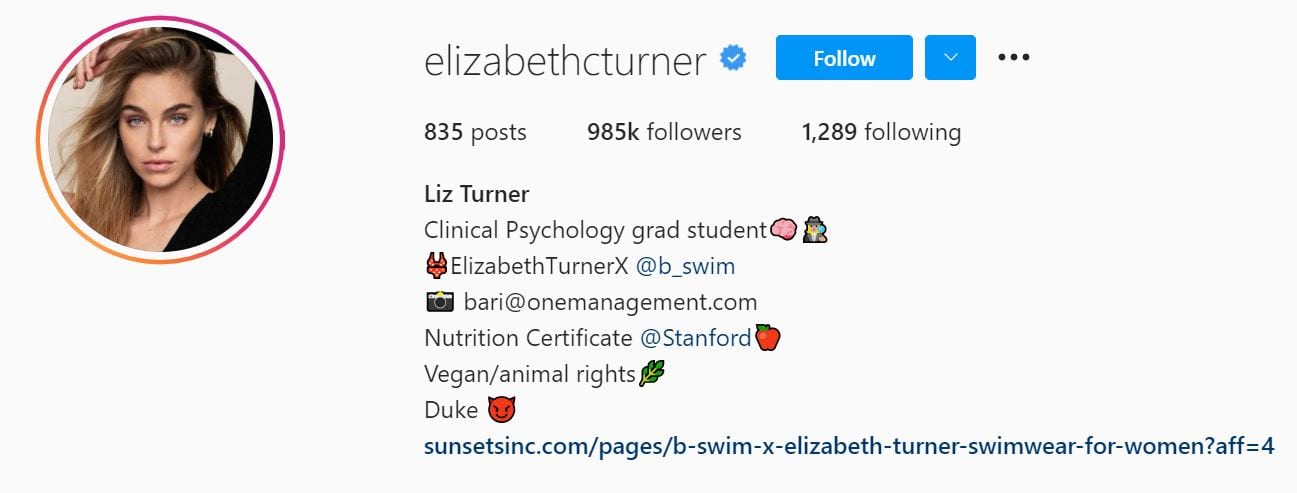 elizabethcturner Follow
835 posts 985k followers 1,289 following
Liz Turner
Clinical Psychology grad student🧠🕵️
👙ElizabethTurnerX @b_swim
📷 bari@onemanagement.com
Nutrition Certificate @Stanford🍎
Vegan/animal rights🌿
Duke 😈
sunsetsinc.com/pages/b-swim-x-elizabeth-turner-swimwear-for-women?aff=4